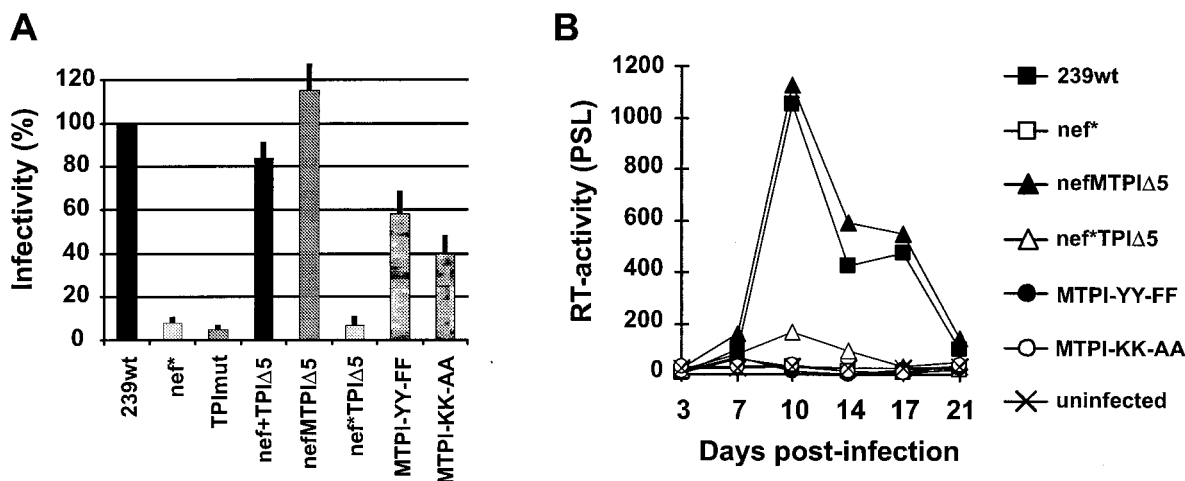 A
Infectivity (%)
120
100
80
60
40
20
0
239wt
nef*
TPImut
nef+TPIΔ5
nefMTPIΔ5
nef*TPIΔ5
MTPI-YY-FF
MTPI-KK-AA
B
RT-activity (PSL)
1200
1000
800
600
400
200
0
3 7 10 14 17 21
Days post-infection
239wt
nef*
nefMTPIΔ5
nef*TPIΔ5
MTPI-YY-FF
MTPI-KK-AA
uninfected